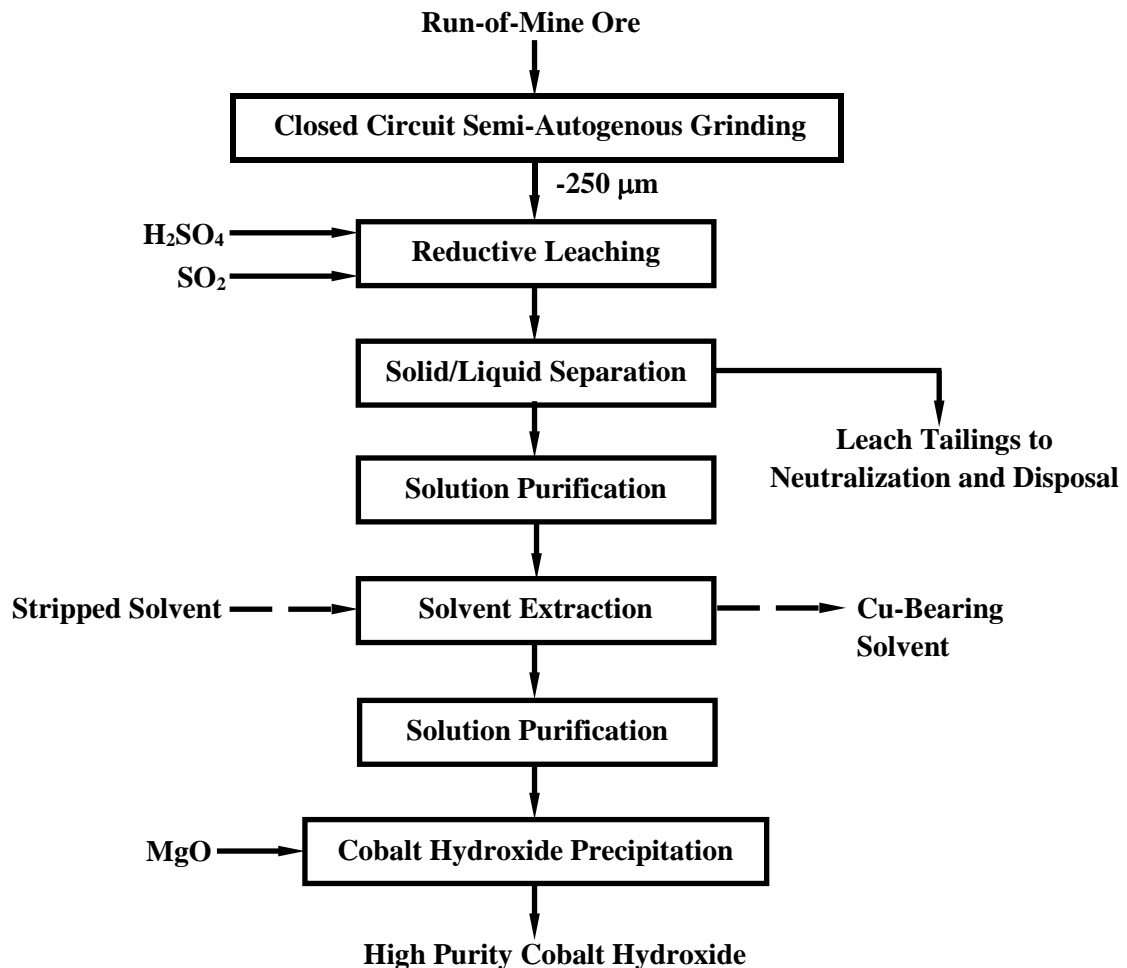 Run-of-Mine Ore
Closed Circuit Semi-Autogenous Grinding
-250 μm
H₂SO₄
SO₂
Reductive Leaching
Solid/Liquid Separation
Leach Tailings to
Neutralization and Disposal
Solution Purification
Stripped Solvent
Solvent Extraction
Cu-Bearing
Solvent
Solution Purification
MgO
Cobalt Hydroxide Precipitation
High Purity Cobalt Hydroxide